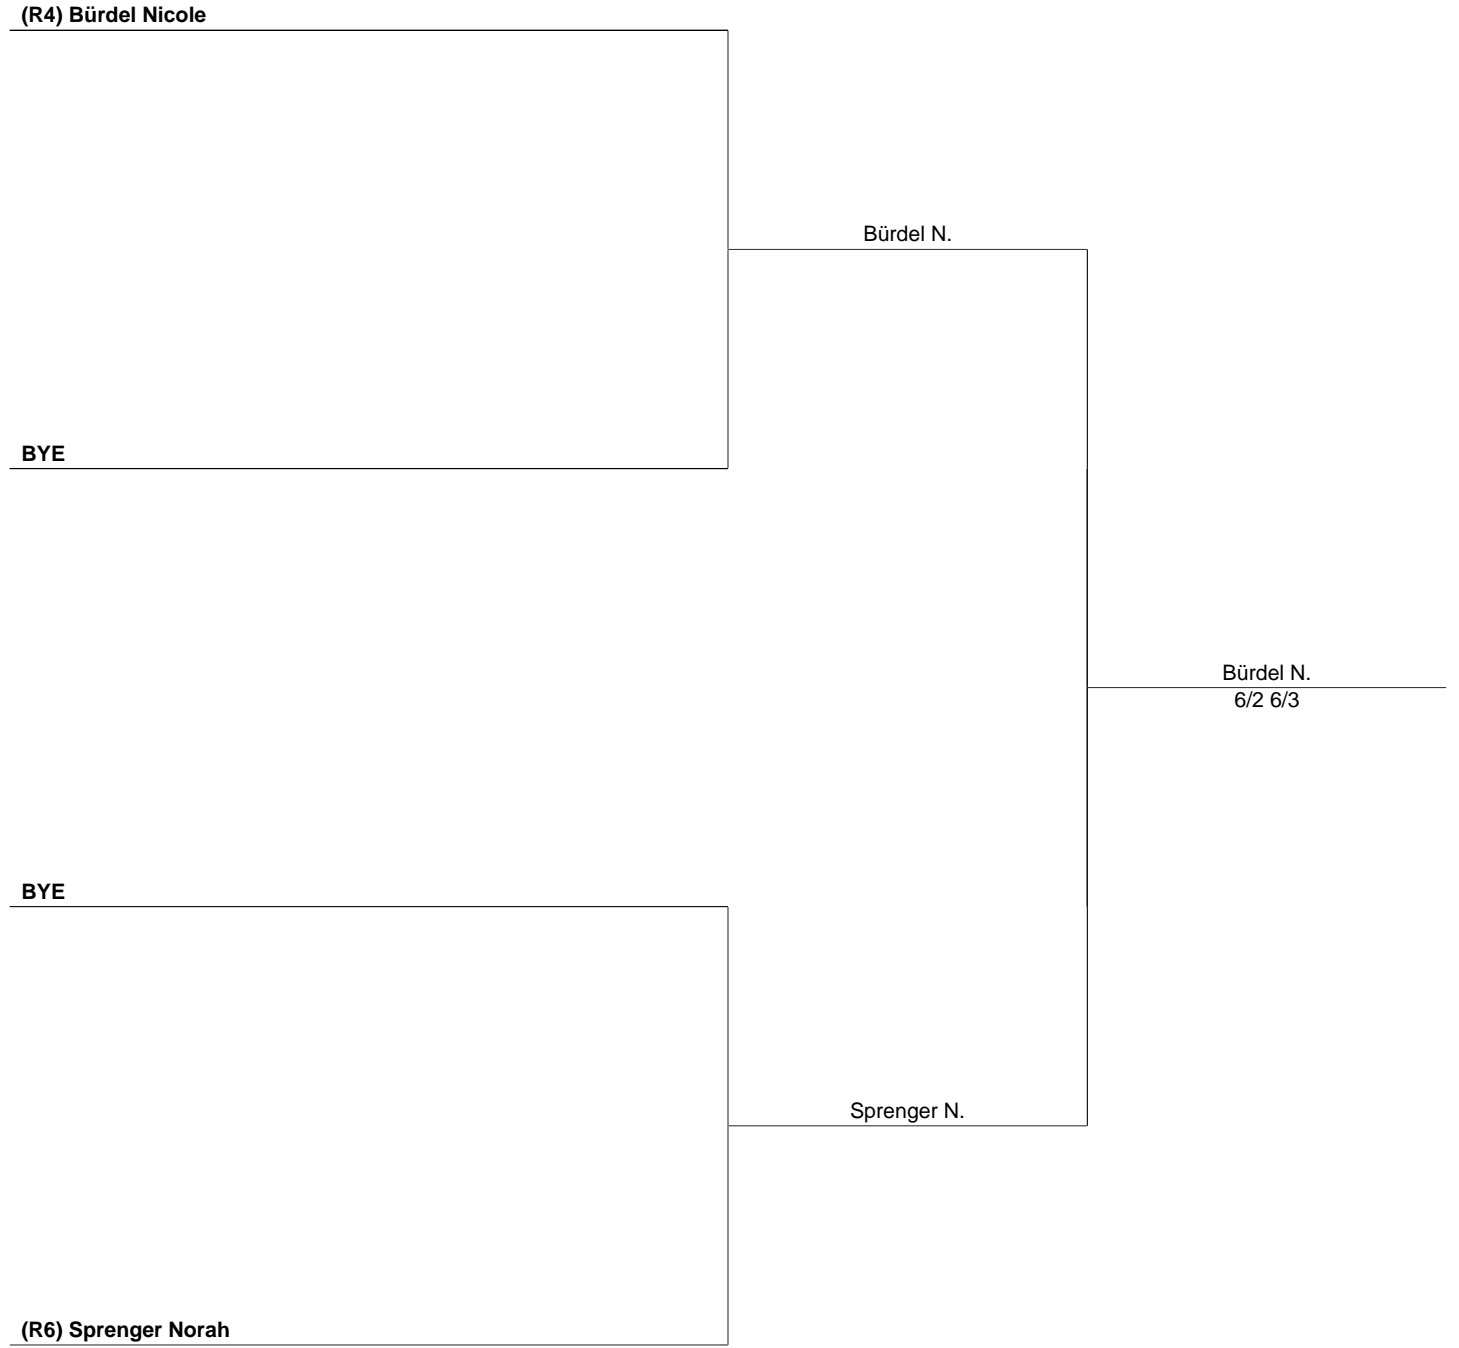 (R4) Bürdel Nicole
Bürdel N.
BYE
Bürdel N.
6/2 6/3
BYE
Sprenger N.
(R6) Sprenger Norah